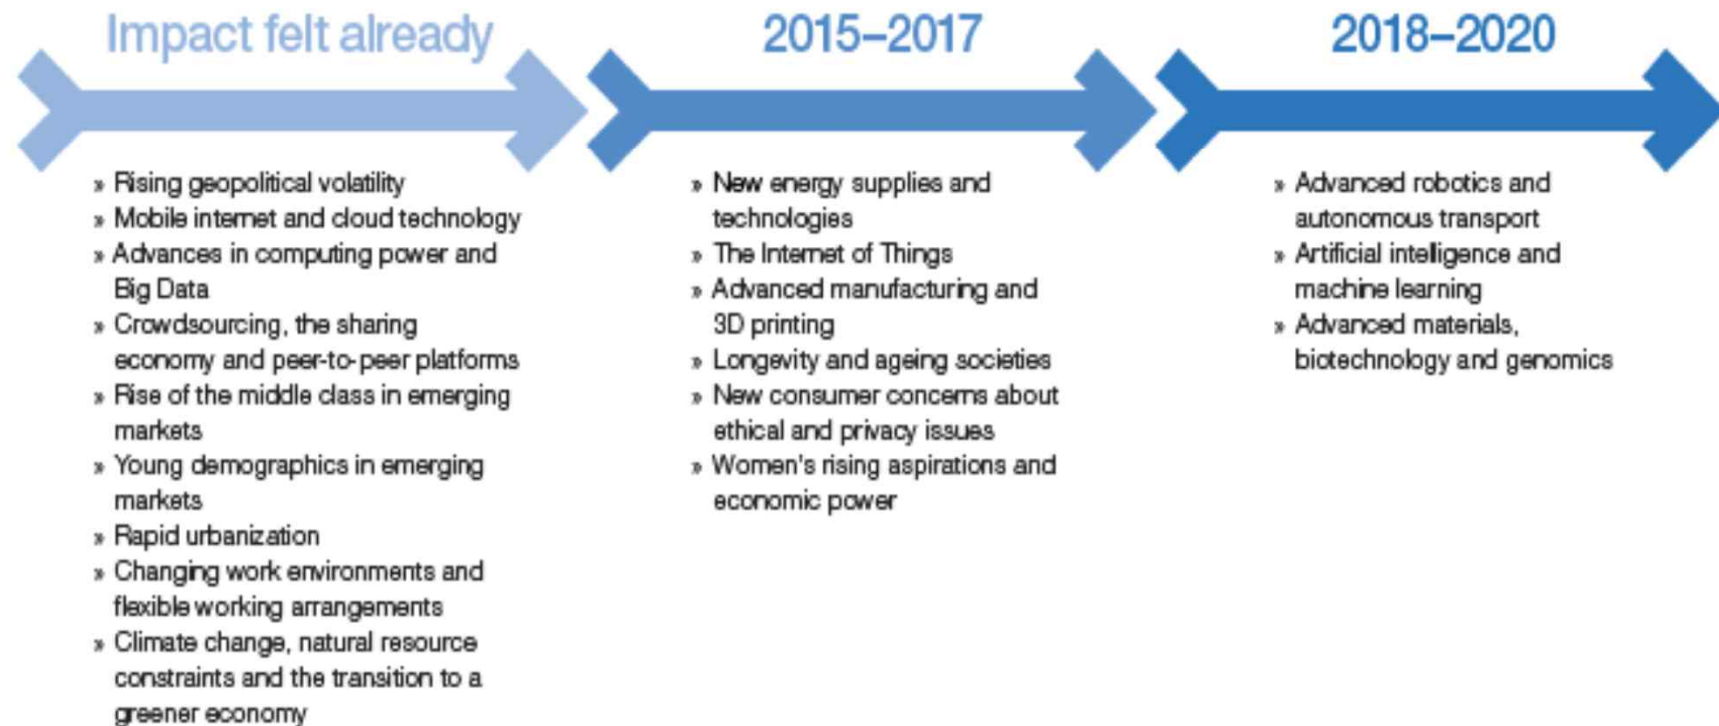 Impact felt already
» Rising geopolitical volatility
» Mobile internet and cloud technology
» Advances in computing power and
Big Data
» Crowdsourcing, the sharing
economy and peer-to-peer platforms
» Rise of the middle class in emerging
markets
» Young demographics in emerging
markets
» Rapid urbanization
» Changing work environments and
flexible working arrangements
» Climate change, natural resource
constraints and the transition to a
greener economy
2015–2017
» New energy supplies and
technologies
» The Internet of Things
» Advanced manufacturing and
3D printing
» Longevity and ageing societies
» New consumer concerns about
ethical and privacy issues
» Women's rising aspirations and
economic power
2018–2020
» Advanced robotics and
autonomous transport
» Artificial intelligence and
machine learning
» Advanced materials,
biotechnology and genomics